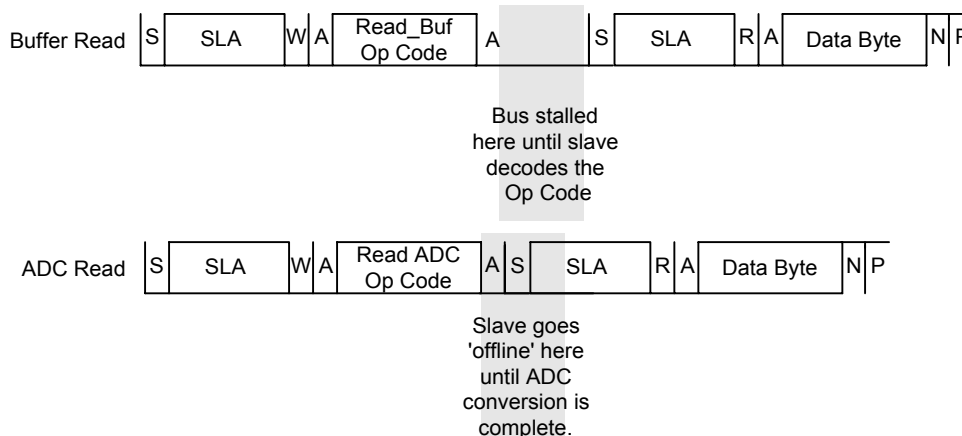 Buffer Read S SLA W A Read_Buf Op Code A S SLA R A Data Byte N P
Bus stalled
here until slave
decodes the
Op Code
ADC Read S SLA W A Read ADC Op Code A S SLA R A Data Byte N P
Slave goes
'offline' here
until ADC
conversion is
complete.